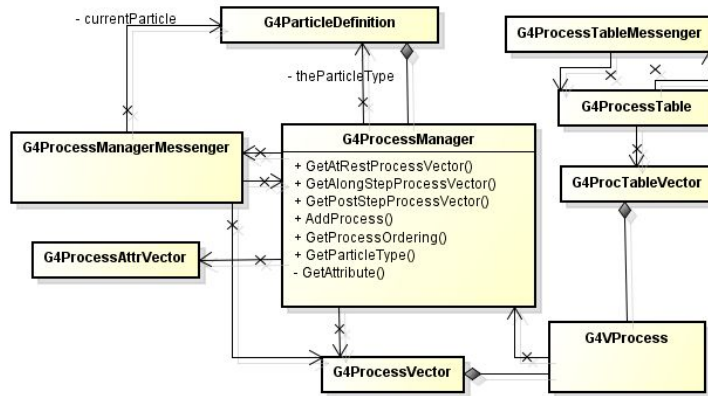 - currentParticle
G4ParticleDefinition
G4ProcessTableMessenger
- theParticleType
G4ProcessTable
G4ProcessManager
G4ProcessManagerMessenger
+ GetAtRestProcessVector()
+ GetAlongStepProcessVector()
+ GetPostStepProcessVector()
+ AddProcess()
+ GetProcessOrdering()
+ GetParticleType()
- GetAttribute()
G4ProcTableVector
G4ProcessAttrVector
G4VProcess
G4ProcessVector